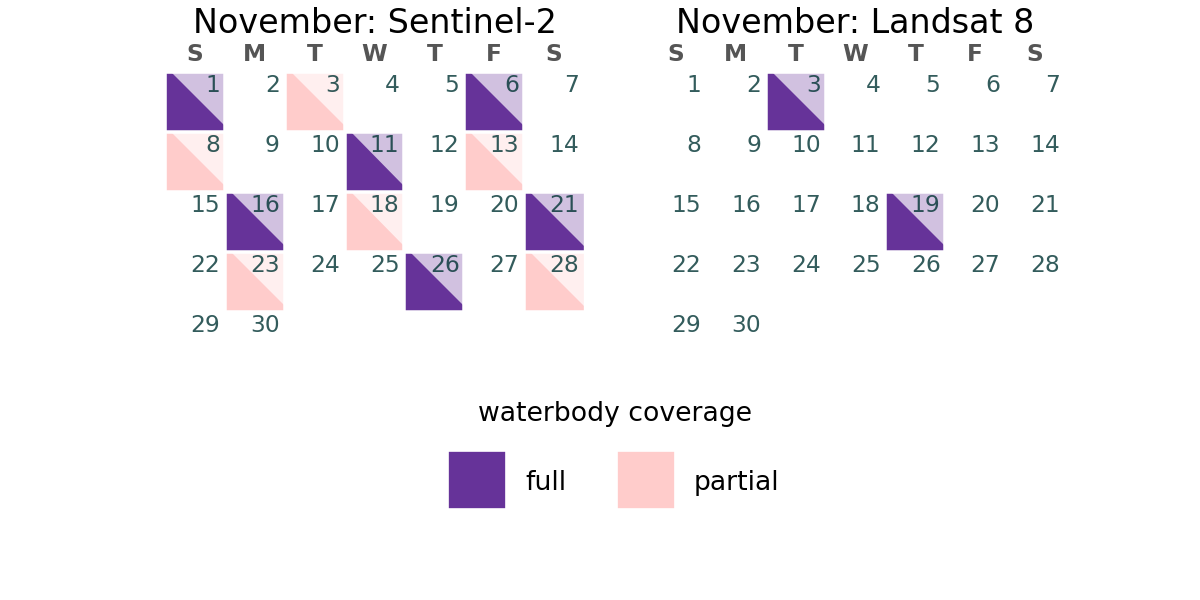 November: Sentinel-2
S M T W T F S
1 2 3 4 5 6 7
8 9 10 11 12 13 14
15 16 17 18 19 20 21
22 23 24 25 26 27 28
29 30
November: Landsat 8
S M T W T F S
1 2 3 4 5 6 7
8 9 10 11 12 13 14
15 16 17 18 19 20 21
22 23 24 25 26 27 28
29 30
waterbody coverage
full partial